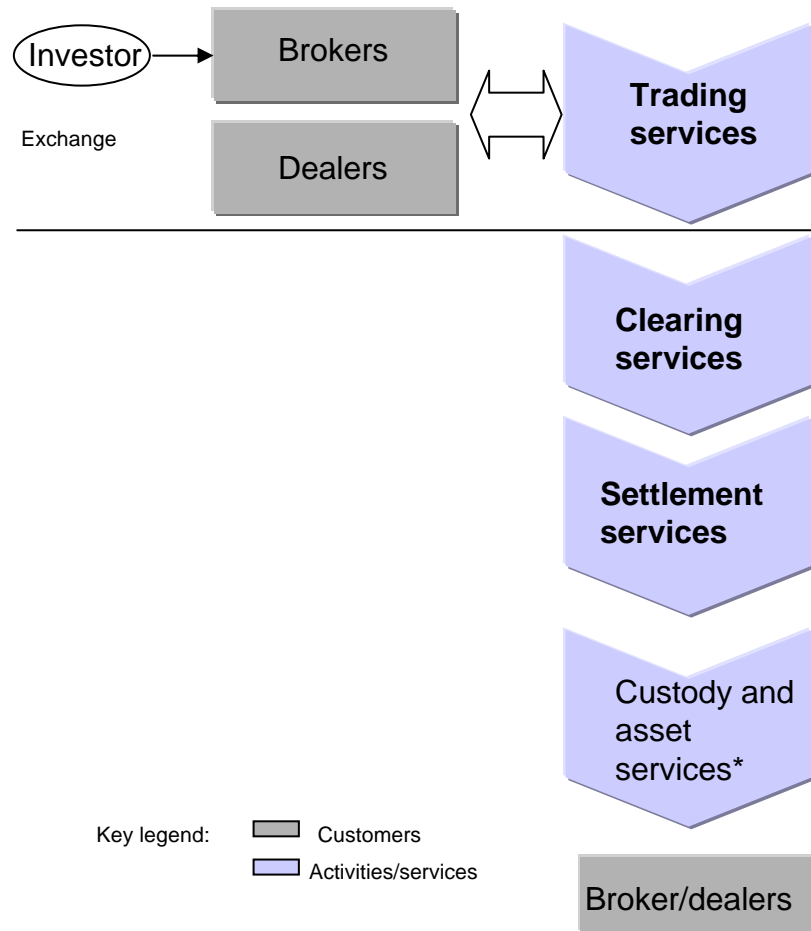 Investor
Brokers
Exchange
Dealers
Trading
services
Clearing
services
Settlement
services
Custody and
asset
services*
Key legend:
Customers
Activities/services
Broker/dealers